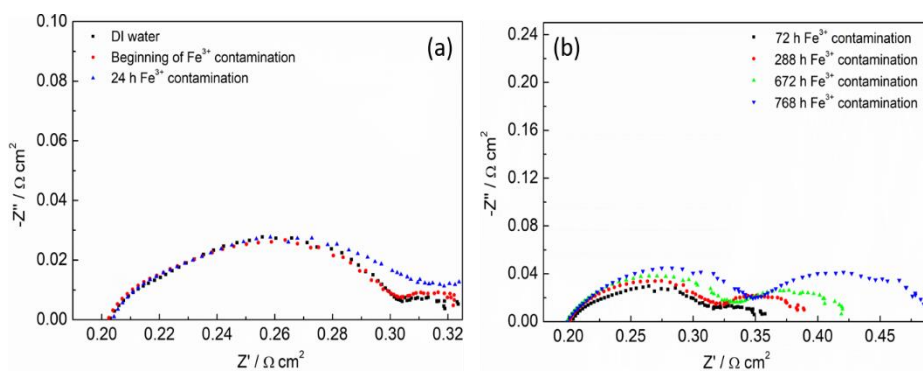 (a)
DI water
Beginning of Fe³⁺ contamination
24 h Fe³⁺ contamination
0.10
0.08
0.06
0.04
0.02
0.00
-Z'' / Ω cm²
0.20 0.22 0.24 0.26 0.28 0.30 0.32
Z' / Ω cm²
(b)
72 h Fe³⁺ contamination
288 h Fe³⁺ contamination
672 h Fe³⁺ contamination
768 h Fe³⁺ contamination
0.24
0.20
0.16
0.12
0.08
0.04
0.00
-Z'' / Ω cm²
0.20 0.25 0.30 0.35 0.40 0.45
Z' / Ω cm²